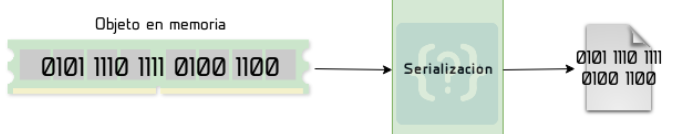 Objeto en memoria
0101 1110 1111 0100 1100
{?}
Serializacion
0101 1110 1111
0100 1100